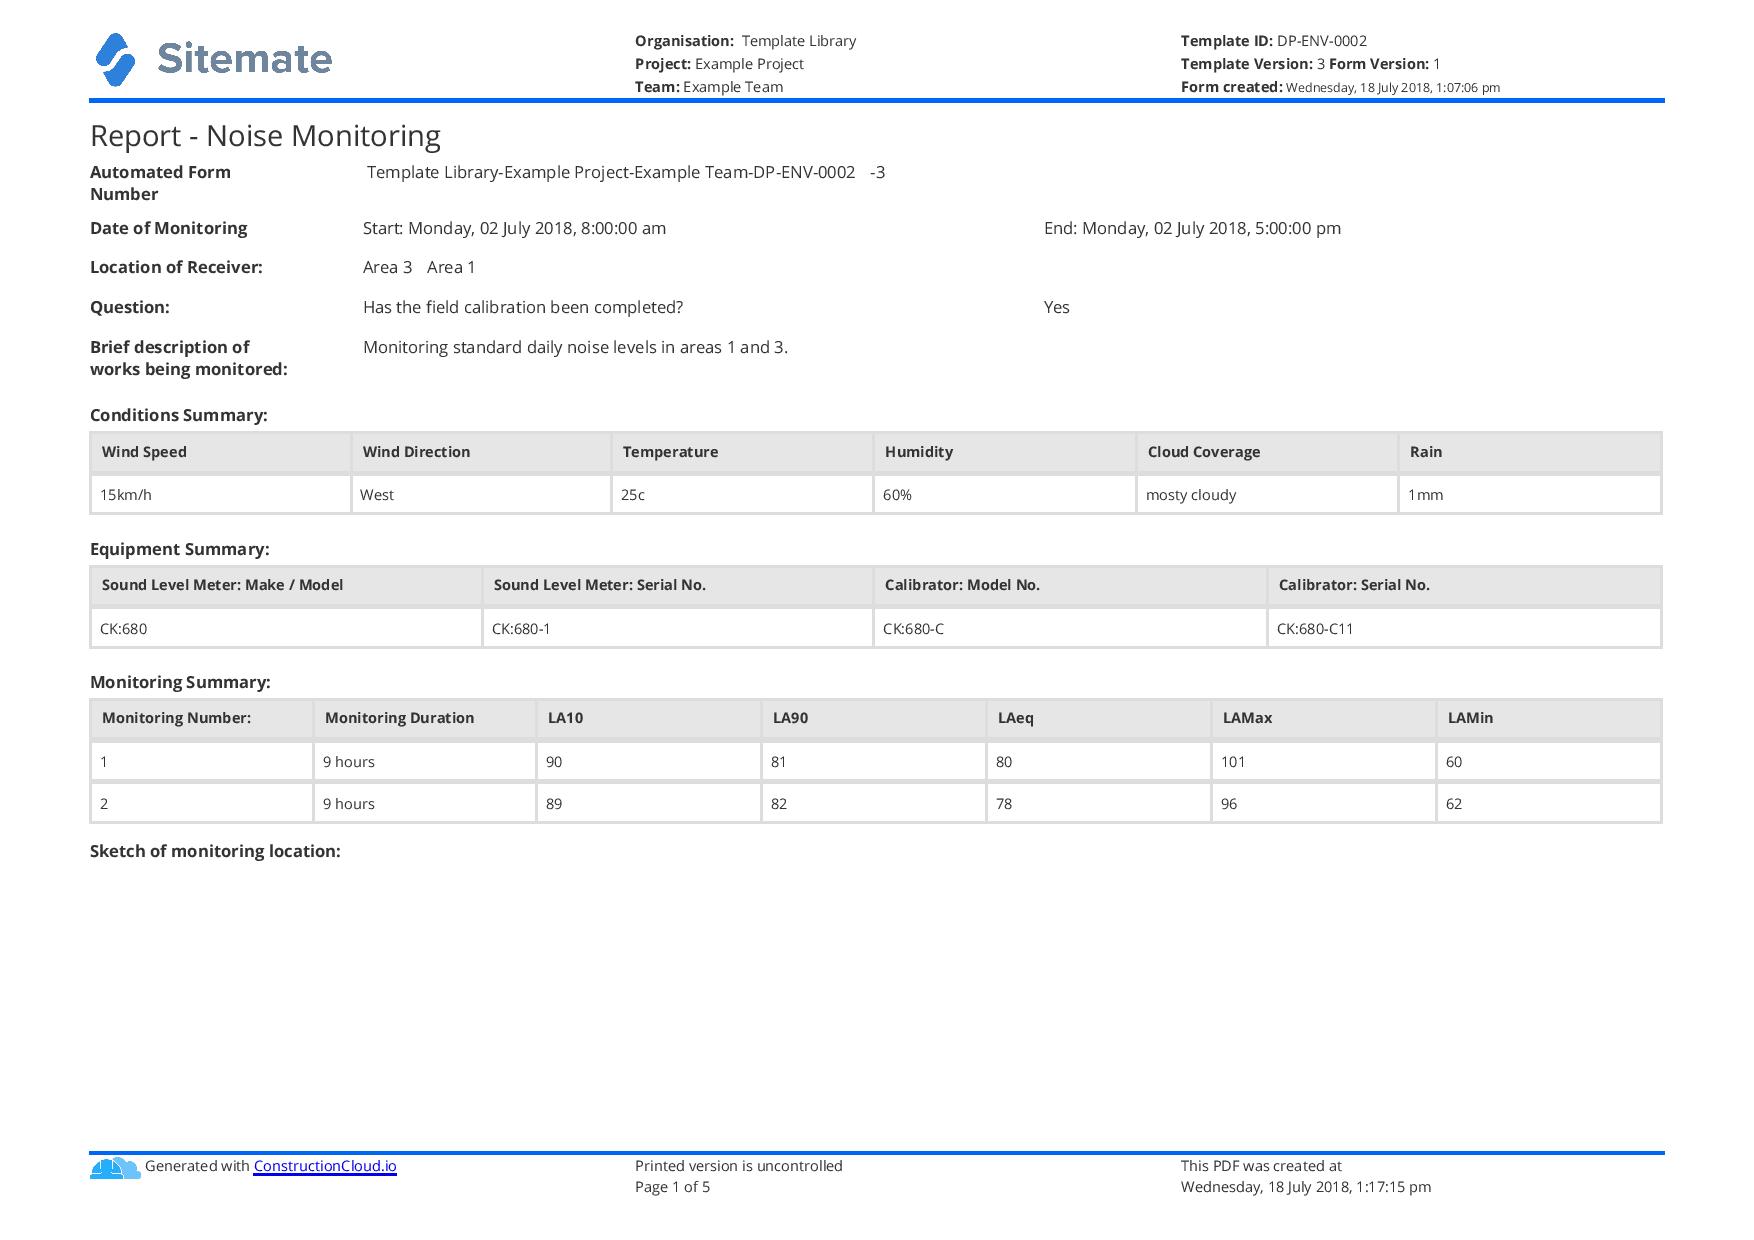 Sitemate
Organisation: Template Library
Project: Example Project
Team: Example Team
Template ID: DP-ENV-0002
Template Version: 3 Form Version: 1
Form created: Wednesday, 18 July 2018, 1:07:06 pm
Report - Noise Monitoring
Automated Form
Number
Template Library-Example Project-Example Team-DP-ENV-0002 -3
Date of Monitoring
Start: Monday, 02 July 2018, 8:00:00 am
End: Monday, 02 July 2018, 5:00:00 pm
Location of Receiver:
Area 3 Area 1
Question:
Has the field calibration been completed?
Yes
Brief description of
works being monitored:
Monitoring standard daily noise levels in areas 1 and 3.
Conditions Summary:
Wind Speed Wind Direction Temperature Humidity Cloud Coverage Rain
15km/h West 25c 60% mosty cloudy 1mm
Equipment Summary:
Sound Level Meter: Make / Model Sound Level Meter: Serial No. Calibrator: Model No. Calibrator: Serial No.
CK:680 CK:680-1 CK:680-C CK:680-C11
Monitoring Summary:
Monitoring Number: Monitoring Duration LA10 LA90 LAeq LAMax LAMin
1 9 hours 90 81 80 101 60
2 9 hours 89 82 78 96 62
Sketch of monitoring location:
Generated with ConstructionCloud.io
Printed version is uncontrolled
Page 1 of 5
This PDF was created at
Wednesday, 18 July 2018, 1:17:15 pm